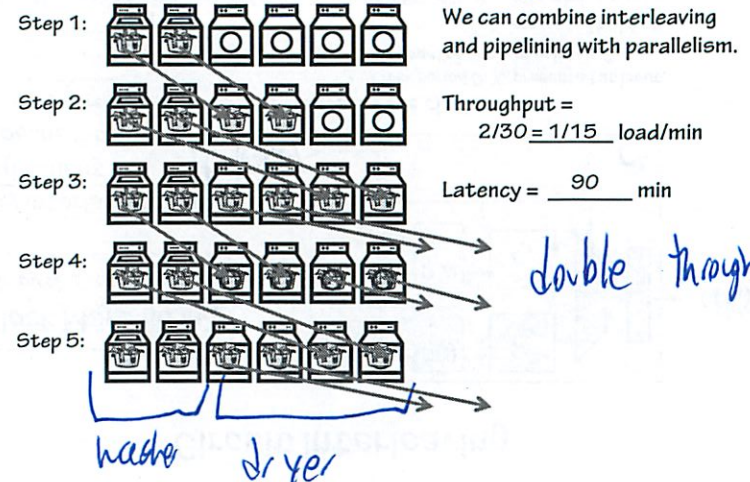 Step 1:
We can combine interleaving
and pipelining with parallelism.
Step 2:
Throughput =
2/30 = 1/15 load/min
Step 3:
Latency = 90 min
Step 4:
double through
Step 5:
washer dryer